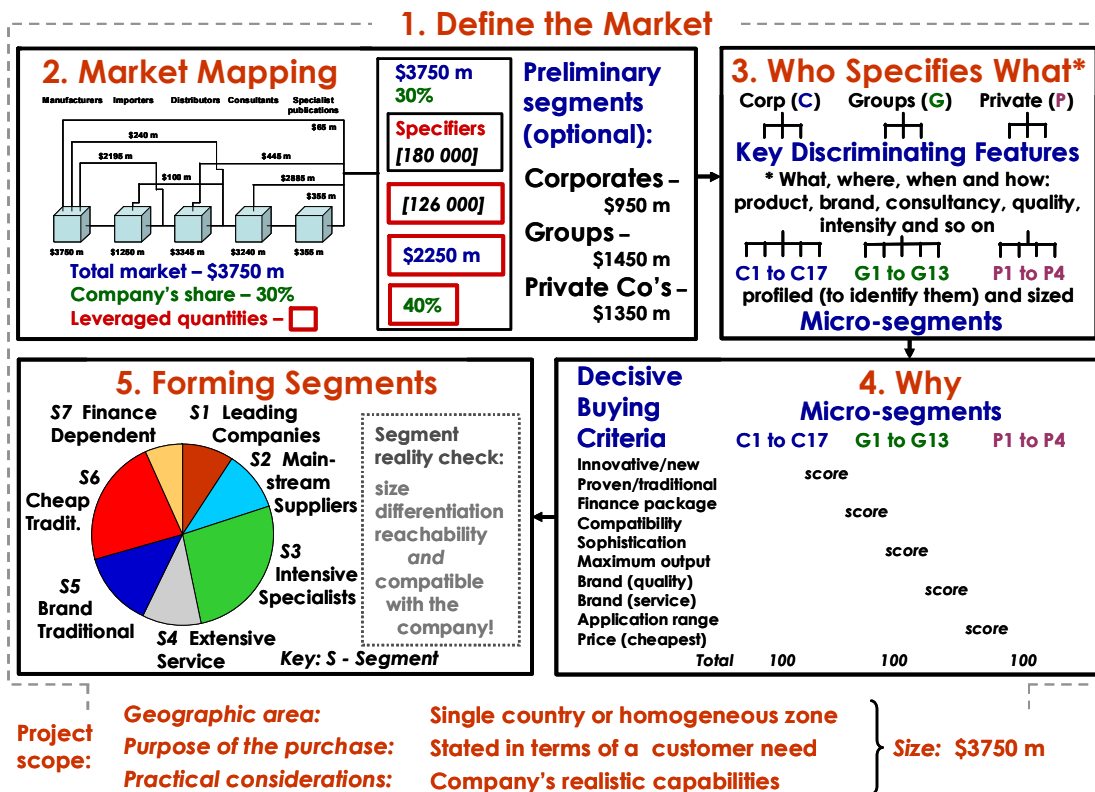 1. Define the Market
2. Market Mapping
Manufacturers Importers Distributors Consultants Specialist
publications
$65 m
$240 m
$2195 m
$445 m
$100 m
$2885 m
$355 m
$3750 m $1250 m $3345 m $3240 m $355 m
Total market – $3750 m
Company's share – 30%
Leveraged quantities –
$3750 m
30%
Specifiers
[180 000]
[126 000]
$2250 m
40%
Preliminary
segments
(optional):
Corporates –
$950 m
Groups –
$1450 m
Private Co's –
$1350 m
3. Who Specifies What*
Corp (C) Groups (G) Private (P)
Key Discriminating Features
* What, where, when and how:
product, brand, consultancy, quality,
intensity and so on
C1 to C17 G1 to G13 P1 to P4
profiled (to identify them) and sized
Micro-segments
4. Why
Decisive
Buying
Criteria
Micro-segments
C1 to C17 G1 to G13 P1 to P4
Innovative/new
Proven/traditional
Finance package
Compatibility
Sophistication
Maximum output
Brand (quality)
Brand (service)
Application range
Price (cheapest)
score
score
score
score
score
Total 100 100 100
5. Forming Segments
S7 Finance
Dependent
S1 Leading
Companies
S2 Main-
stream
Suppliers
S6
Cheap
Tradit.
S3
Intensive
Specialists
S5
Brand
Traditional
S4 Extensive
Service
Key: S - Segment
Segment
reality check:
size
differentiation
reachability
and
compatible
with the
company!
Project
scope:
Geographic area: Single country or homogeneous zone
Purpose of the purchase: Stated in terms of a customer need
Practical considerations: Company's realistic capabilities
Size: $3750 m